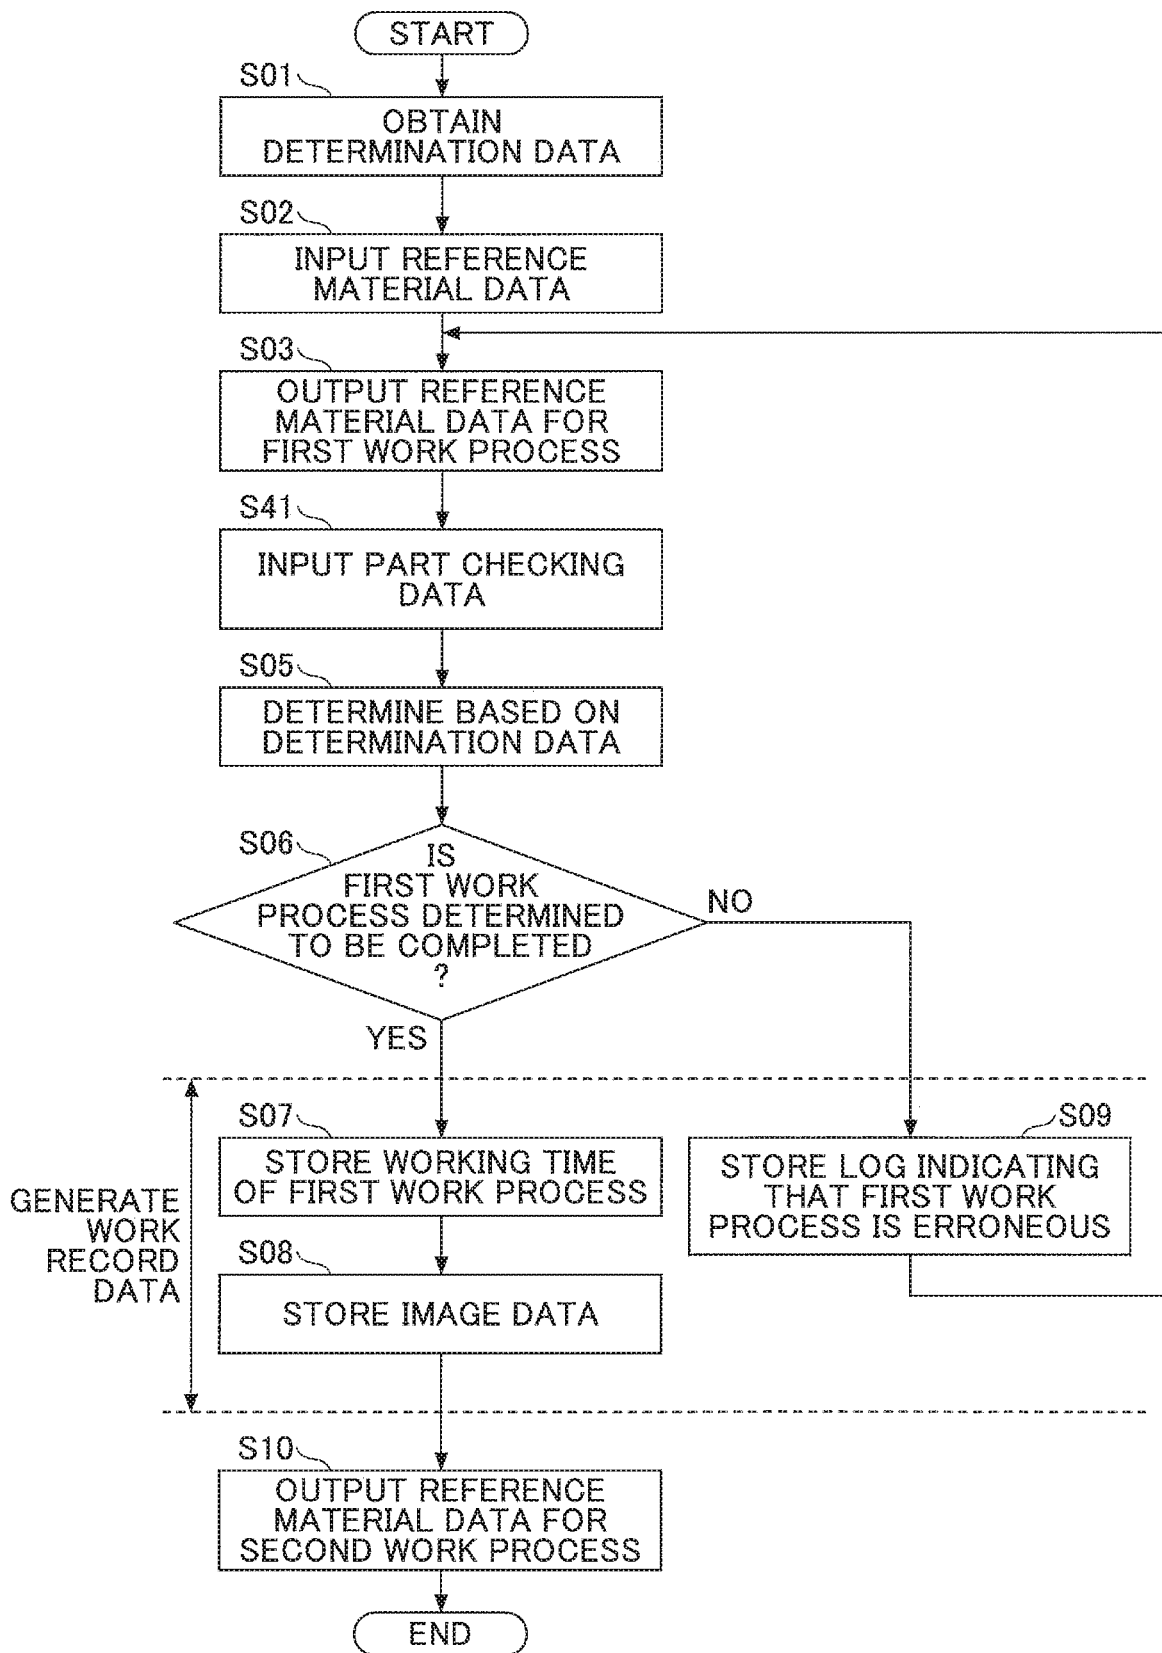 START
S01
OBTAIN
DETERMINATION DATA
S02
INPUT REFERENCE
MATERIAL DATA
S03
OUTPUT REFERENCE
MATERIAL DATA FOR
FIRST WORK PROCESS
S41
INPUT PART CHECKING
DATA
S05
DETERMINE BASED ON
DETERMINATION DATA
S06
IS
FIRST WORK
PROCESS DETERMINED
TO BE COMPLETED
?
NO
YES
GENERATE
WORK
RECORD
DATA
S07
STORE WORKING TIME
OF FIRST WORK PROCESS
S08
STORE IMAGE DATA
S09
STORE LOG INDICATING
THAT FIRST WORK
PROCESS IS ERRONEOUS
S10
OUTPUT REFERENCE
MATERIAL DATA FOR
SECOND WORK PROCESS
END